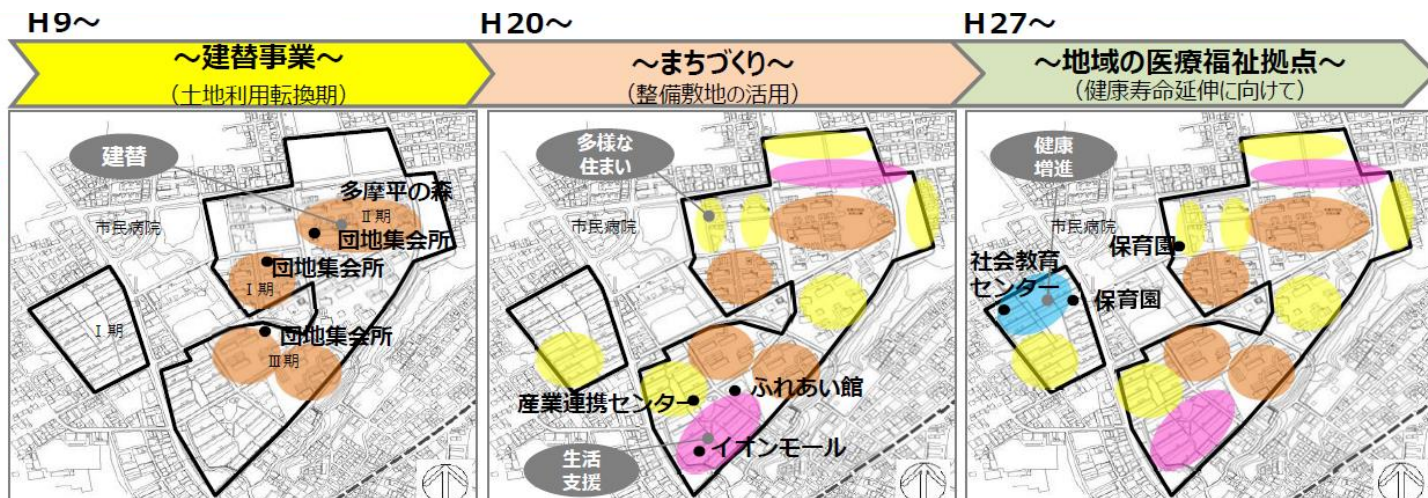 H9～
～建替事業～
（土地利用転換期）
建替
多摩平の森
Ⅱ期
市民病院
団地集会所
団地集会所
Ⅰ期
Ⅰ期
団地集会所
Ⅲ期
H20～
～まちづくり～
（整備敷地の活用）
多様な
住まい
市民病院
ふれあい館
産業連携センター
イオンモール
生活
支援
H27～
～地域の医療福祉拠点～
（健康寿命延伸に向けて）
健康
増進
市民病院
保育園
社会教育
センター
保育園